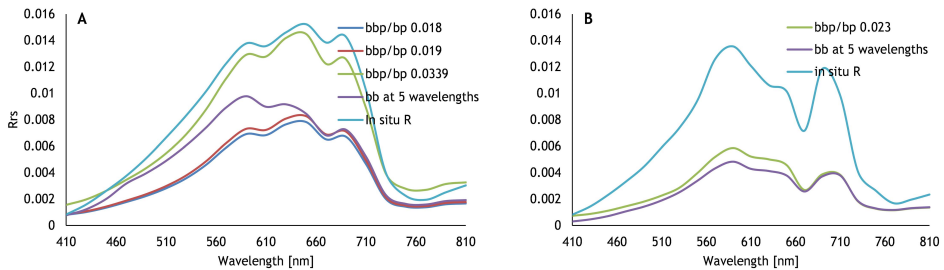 A
0.016
0.014
0.012
0.01
0.008
0.006
0.004
0.002
0
Rrs
410 460 510 560 610 660 710 760 810
Wavelength [nm]
bbp/bp 0.018
bbp/bp 0.019
bbp/bp 0.0339
bb at 5 wavelengths
In situ R
B
0.016
0.014
0.012
0.01
0.008
0.006
0.004
0.002
0
410 460 510 560 610 660 710 760 810
Wavelength [nm]
bbp/bp 0.023
bb at 5 wavelengths
in situ R